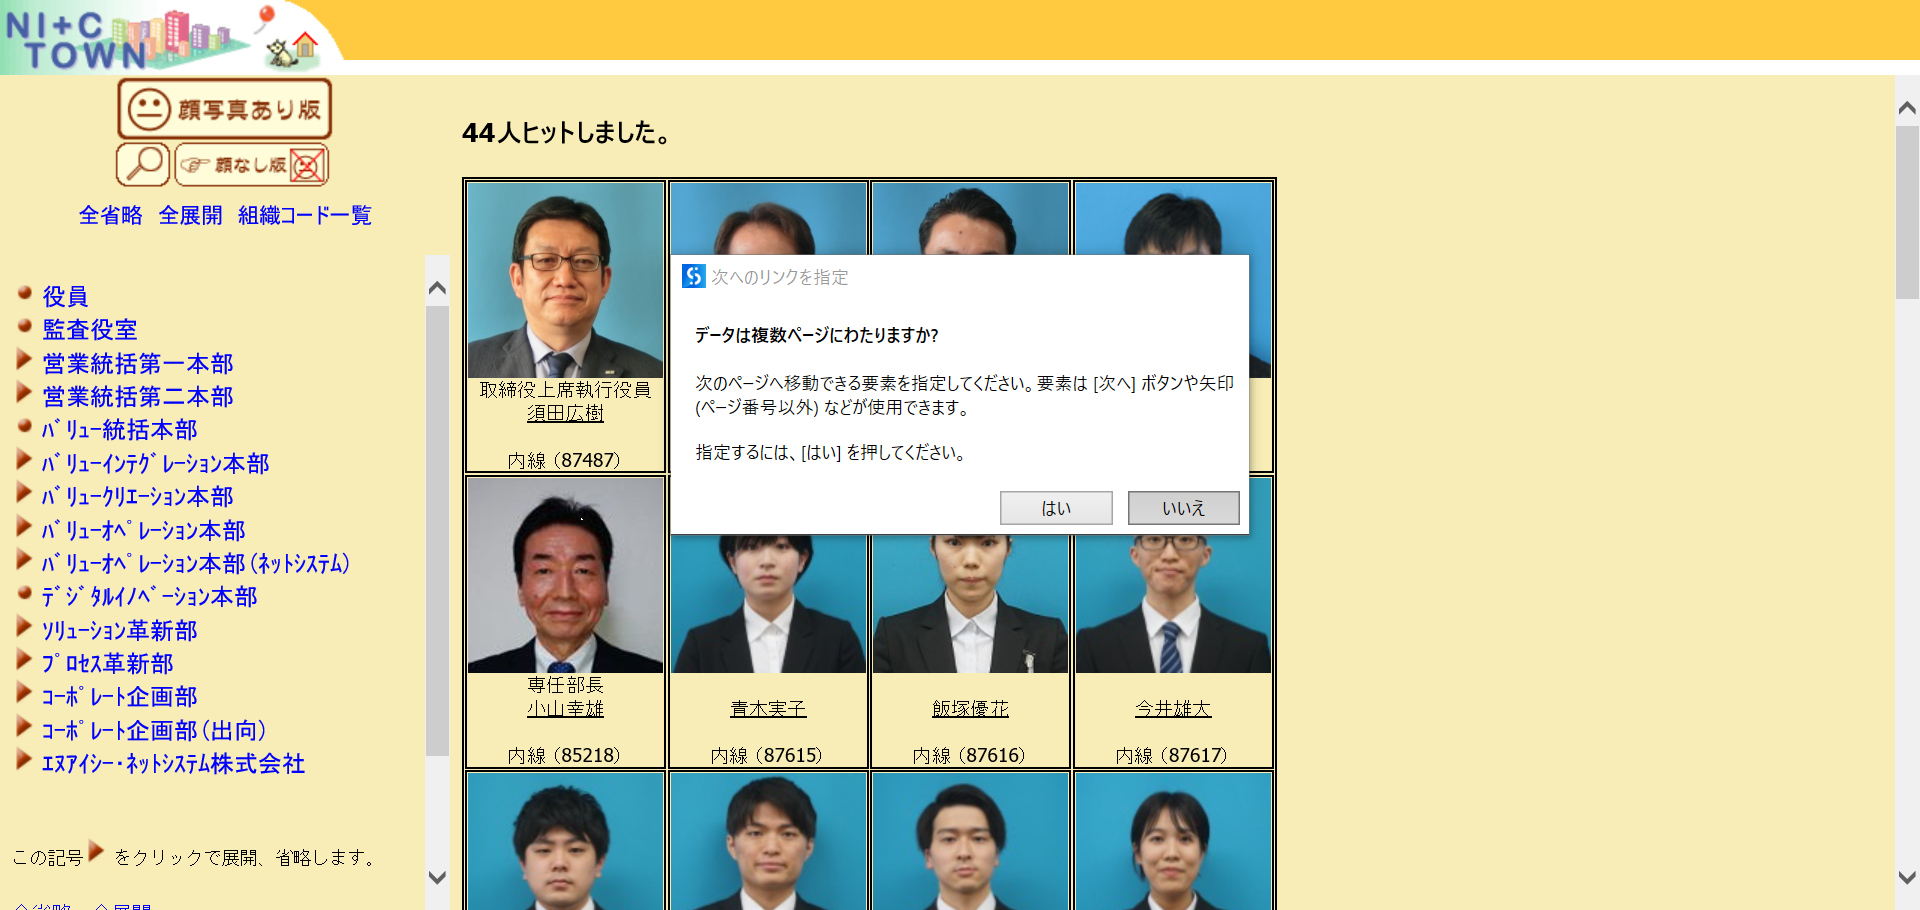 NI+C
TOWN
顔写真あり版
顔なし版
全省略 全展開 組織コード一覧
役員
監査役室
営業統括第一本部
営業統括第二本部
ﾊﾞﾘｭｰ統括本部
ﾊﾞﾘｭｰｲﾝﾃｸﾞﾚｰｼｮﾝ本部
ﾊﾞﾘｭｰｸﾘｴｰｼｮﾝ本部
ﾊﾞﾘｭｰｵﾍﾟﾚｰｼｮﾝ本部
ﾊﾞﾘｭｰｵﾍﾟﾚｰｼｮﾝ本部(ﾈｯﾄｼｽﾃﾑ)
ﾃﾞｼﾞﾀﾙｲﾉﾍﾞｰｼｮﾝ本部
ｿﾘｭｰｼｮﾝ革新部
ﾌﾟﾛｾｽ革新部
ｺｰﾎﾟﾚｰﾄ企画部
ｺｰﾎﾟﾚｰﾄ企画部(出向)
ｴﾇｱｲｼｰ・ﾈｯﾄｼｽﾃﾑ株式会社
この記号 をクリックで展開、省略します。
44人ヒットしました。
取締役上席執行役員
須田広樹
内線（87487）
次へのリンクを指定
データは複数ページにわたりますか?
次のページへ移動できる要素を指定してください。要素は [次へ] ボタンや矢印
(ページ番号以外) などが使用できます。
指定するには、[はい] を押してください。
はい いいえ
専任部長
小山幸雄
内線（85218）
青木実子
内線（87615）
飯塚優花
内線（87616）
今井雄大
内線（87617）